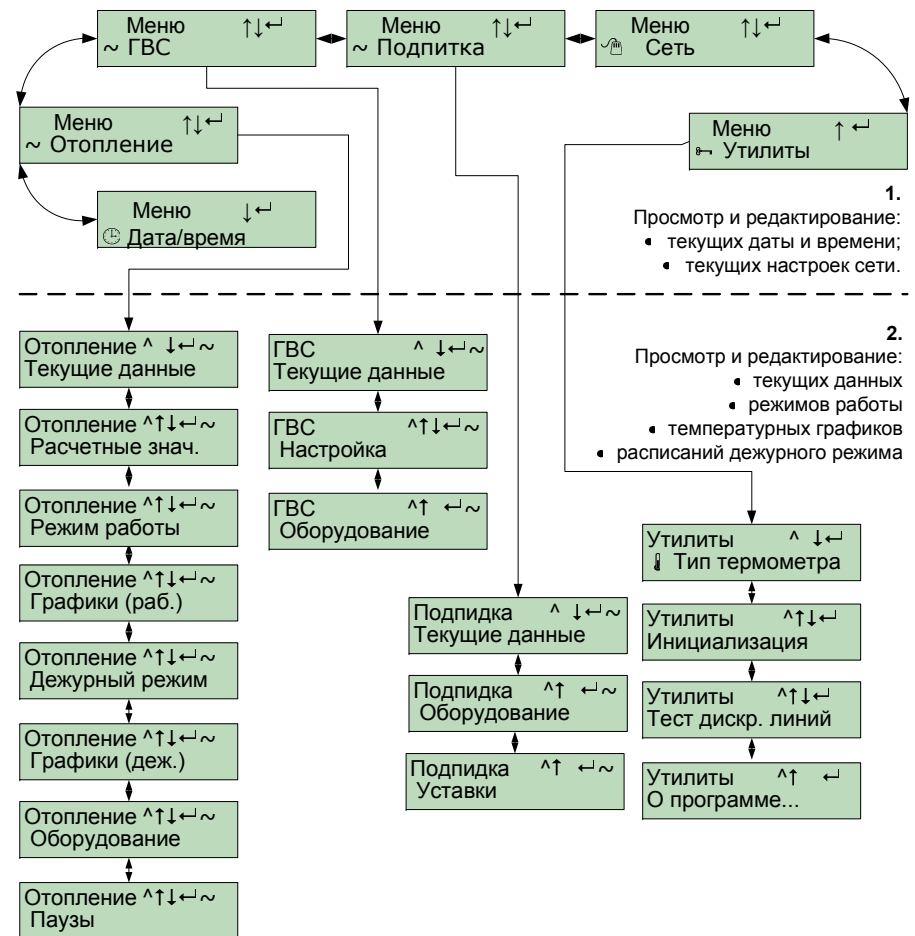 Меню ↑↓↵
~ ГВС
Меню ↑↓↵
~ Подпитка
Меню ↑↓↵
Сеть
Меню ↑↓↵
~ Отопление
Меню ↑ ↵
Утилиты
Меню ↓↵
Дата/время
1.
Просмотр и редактирование:
• текущих даты и времени;
• текущих настроек сети.
2.
Просмотр и редактирование:
• текущих данных
• режимов работы
• температурных графиков
• расписаний дежурного режима
Отопление ^ ↓↵~
Текущие данные
Отопление ^↑↓↵~
Расчетные знач.
Отопление ^↑↓↵~
Режим работы
Отопление ^↑↓↵~
Графики (раб.)
Отопление ^↑↓↵~
Дежурный режим
Отопление ^↑↓↵~
Графики (деж.)
Отопление ^↑↓↵~
Оборудование
Отопление ^↑↓↵~
Паузы
ГВС ^ ↓↵~
Текущие данные
ГВС ^↑↓↵~
Настройка
ГВС ^↑ ↵~
Оборудование
Подпидка ^ ↓↵~
Текущие данные
Подпидка ^↑ ↵~
Оборудование
Подпидка ^↑ ↵~
Уставки
Утилиты ^ ↓↵
Тип термометра
Утилиты ^↑↓↵
Инициализация
Утилиты ^↑↓↵
Тест дискр. линий
Утилиты ^↑ ↵
О программе...